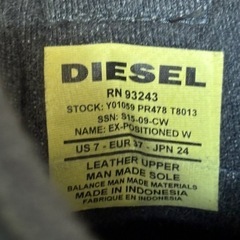 DIESEL
RN 93243
STOCK: Y01059 PR478 T8013
SSN: S15-09-CW
NAME: EX-POSITIONED W
US 7 - EUR 37 - JPN 24
LEATHER UPPER
MAN MADE SOLE
BALANCE MAN MADE MATERIALS
MADE IN INDONESIA
FABRIQUE EN INDONESIA